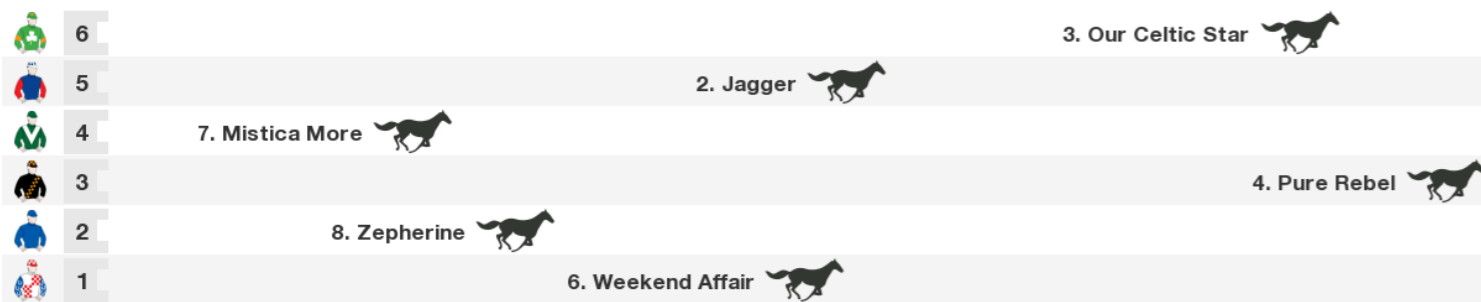 6 3. Our Celtic Star
5 2. Jagger
4 7. Mistica More
3 4. Pure Rebel
2 8. Zepherine
1 6. Weekend Affair